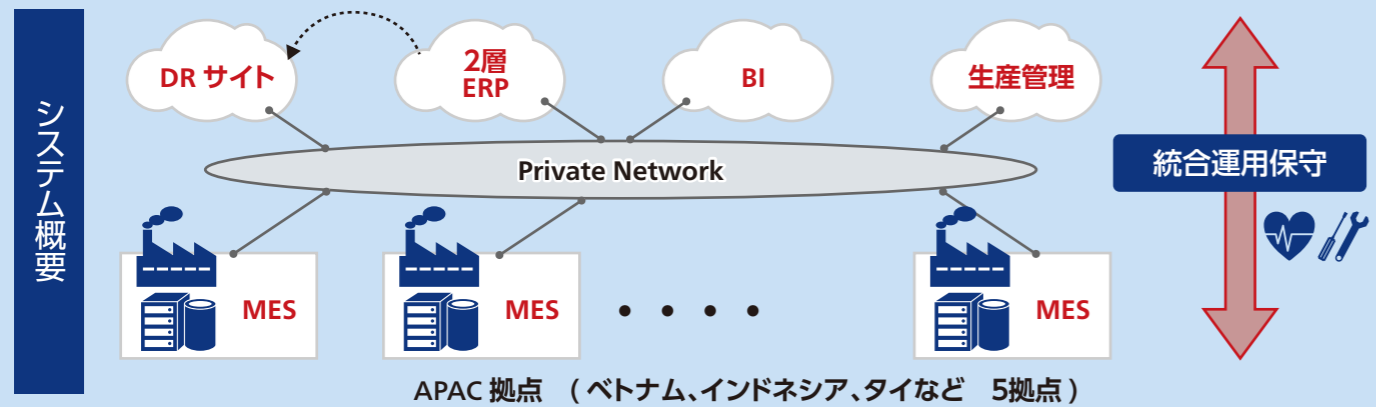 システム概要
DR サイト
2層
ERP
BI
生産管理
Private Network
統合運用保守
MES
MES
MES
APAC 拠点 (ベトナム、インドネシア、タイなど 5拠点)